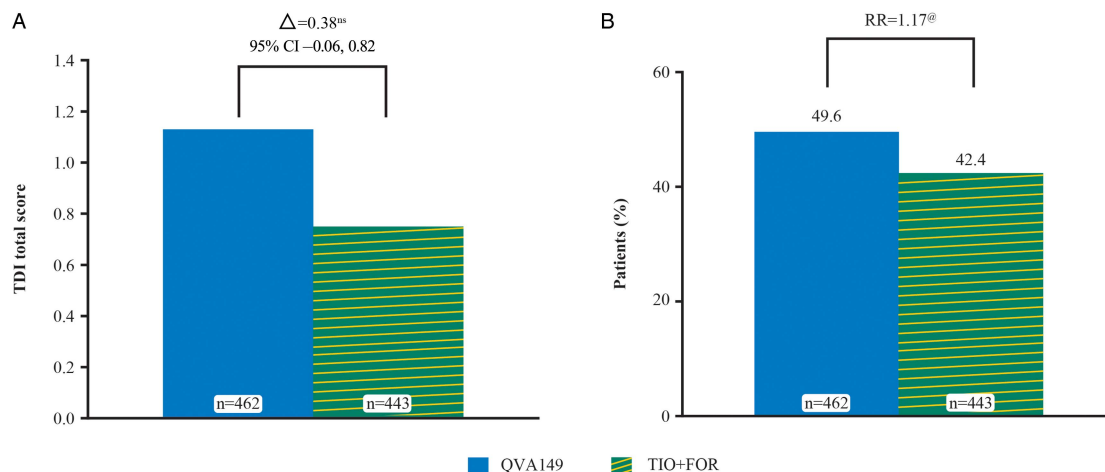 A
△=0.38ⁿˢ
95% CI −0.06, 0.82
TDI total score
1.4
1.2
1.0
0.8
0.6
0.4
0.2
0.0
n=462
n=443
B
RR=1.17@
Patients (%)
60
40
20
0
49.6
42.4
n=462
n=443
QVA149
TIO+FOR